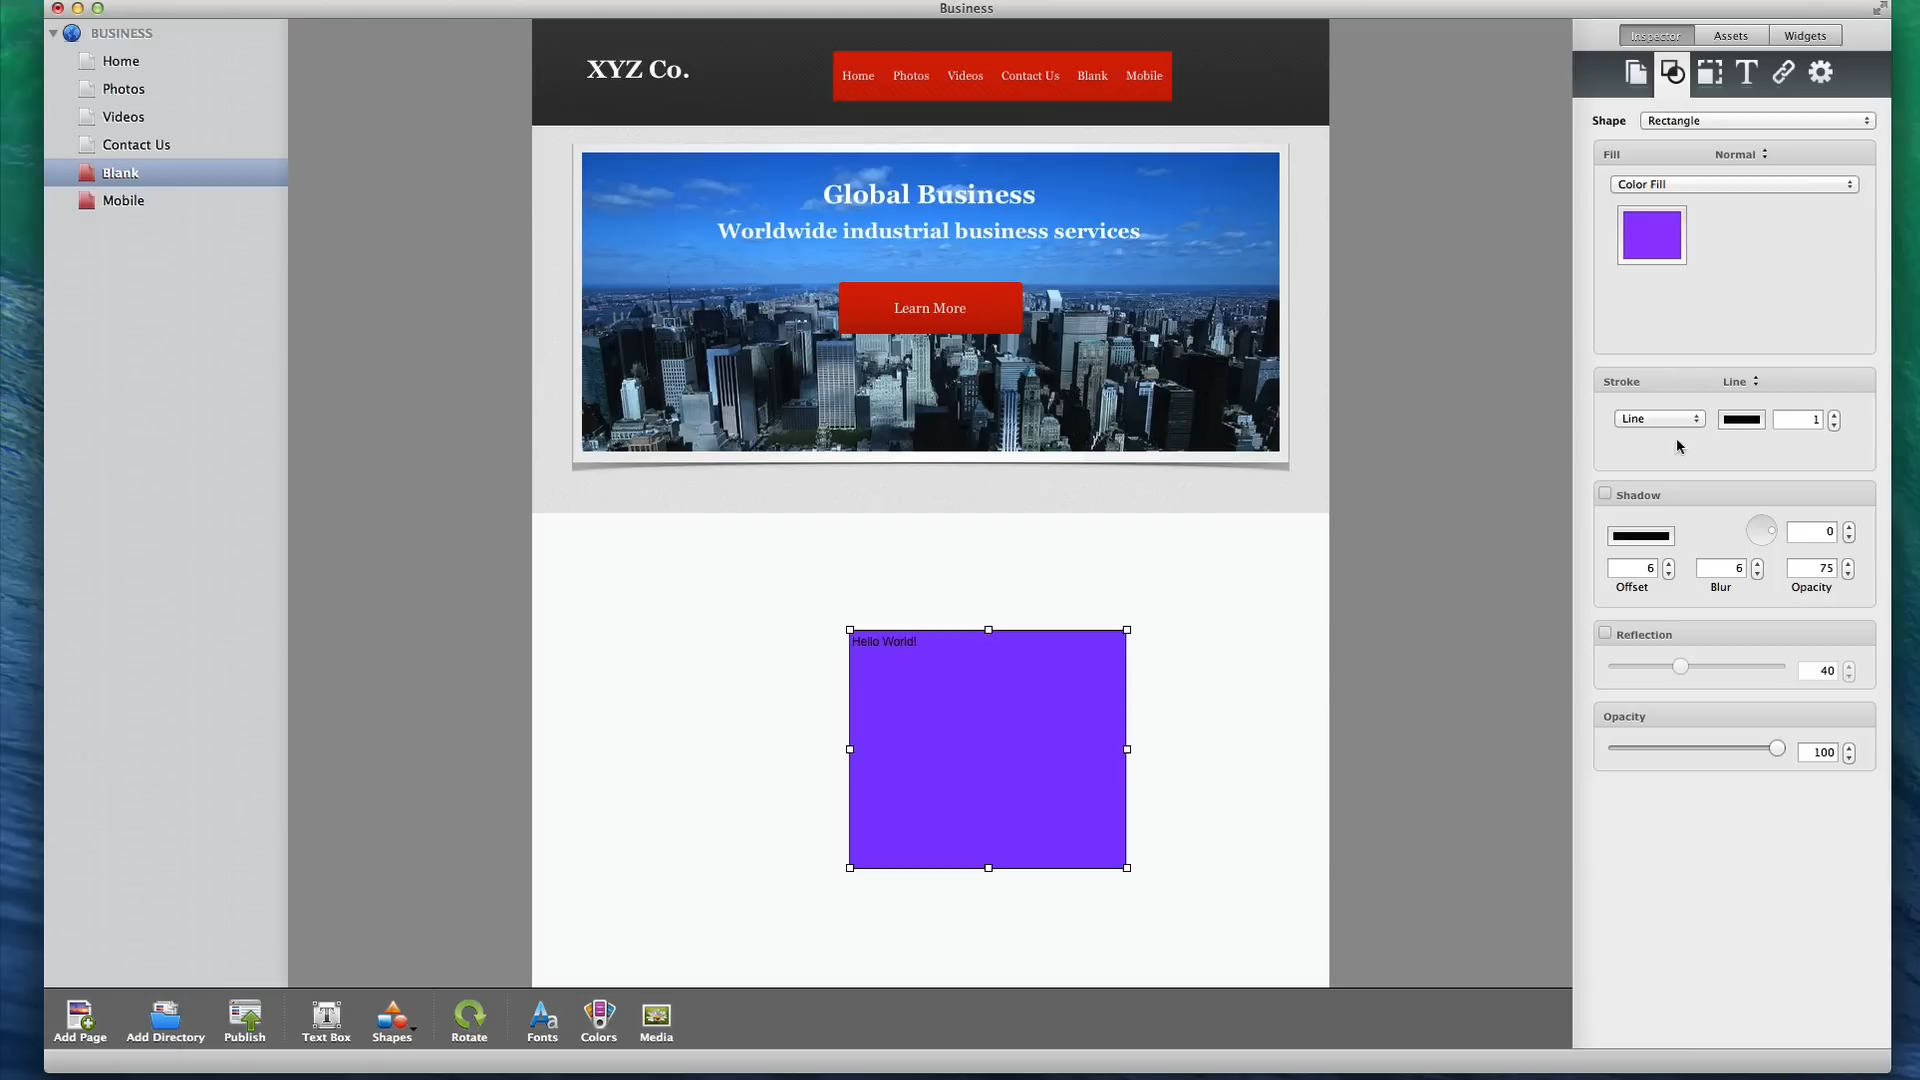 Business
BUSINESS
Home
Photos
Videos
Contact Us
Blank
Mobile
XYZ Co.
Home Photos Videos Contact Us Blank Mobile
Global Business
Worldwide industrial business services
Learn More
Hello World!
Inspector Assets Widgets
T
Shape Rectangle
Fill Normal
Color Fill
Stroke Line
Line 1
Shadow
0
6 6 75
Offset Blur Opacity
Reflection
40
Opacity
100
Add Page Add Directory Publish Text Box Shapes Rotate Fonts Colors Media